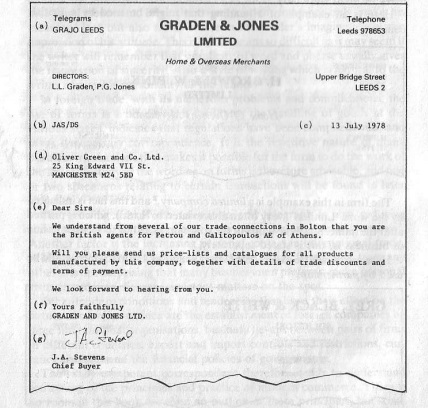 (a) Telegrams
GRAJO LEEDS
GRADEN & JONES
LIMITED
Telephone
Leeds 978653
Home & Overseas Merchants
DIRECTORS:
L.L. Graden, P.G. Jones
Upper Bridge Street
LEEDS 2
(b) JAS/DS
(c) 13 July 1978
(d) Oliver Green and Co. Ltd.
25 King Edward VII St.
MANCHESTER M24 5BD
(e) Dear Sirs
We understand from several of our trade connections in Bolton that you are
the British agents for Petrou and Galitopoulos AE of Athens.
Will you please send us price-lists and catalogues for all products
manufactured by this company, together with details of trade discounts and
terms of payment.
We look forward to hearing from you.
(f) Yours faithfully
GRADEN AND JONES LTD.
(g) J.A. Stevens
J.A. Stevens
Chief Buyer